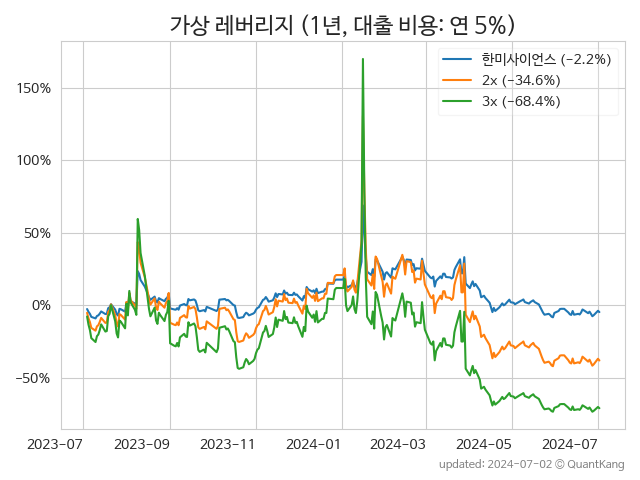 가상 레버리지 (1년, 대출 비용: 연 5%)
한미사이언스 (−2.2%)
2x (−34.6%)
3x (−68.4%)
150%
100%
50%
0%
−50%
2023-07 2023-09 2023-11 2024-01 2024-03 2024-05 2024-07
updated: 2024-07-02 © QuantKang